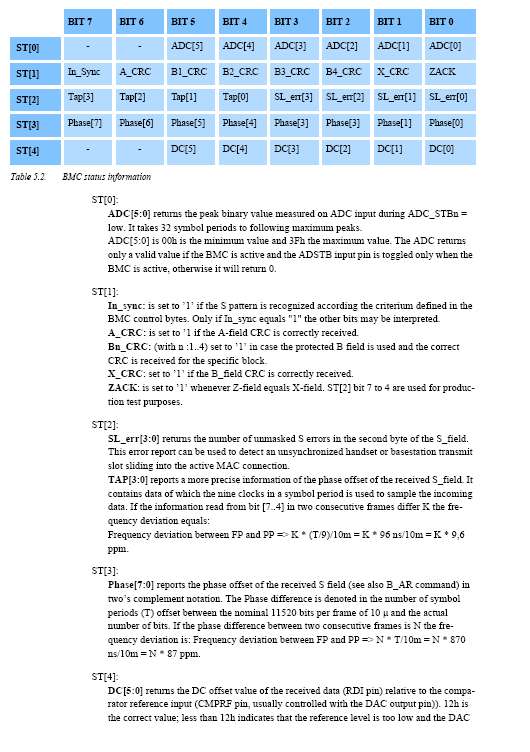 BIT 7 BIT 6 BIT 5 BIT 4 BIT 3 BIT 2 BIT 1 BIT 0
ST[0] - - ADC[5] ADC[4] ADC[3] ADC[2] ADC[1] ADC[0]
ST[1] In_Sync A_CRC B1_CRC B2_CRC B3_CRC B4_CRC X_CRC ZACK
ST[2] Tap[3] Tap[2] Tap[1] Tap[0] SL_err[3] SL_err[2] SL_err[1] SL_err[0]
ST[3] Phase[7] Phase[6] Phase[5] Phase[4] Phase[3] Phase[3] Phase[1] Phase[0]
ST[4] - - DC[5] DC[4] DC[3] DC[2] DC[1] DC[0]
Table 5.2. BMC status information
ST[0]:
ADC[5:0] returns the peak binary value measured on ADC input during ADC_STBn =
low. It takes 32 symbol periods to following maximum peaks.
ADC[5:0] is 00h is the minimum value and 3Fh the maximum value. The ADC returns
only a valid value if the BMC is active and the ADSTB input pin is toggled only when the
BMC is active, otherwise it will return 0.
ST[1]:
In_sync: is set to ’1’ if the S pattern is recognized according the criterium defined in the
BMC control bytes. Only if In_sync equals "1" the other bits may be interpreted.
A_CRC: is set to ’1 if the A-field CRC is correctly received.
Bn_CRC: (with n :1..4) set to ’1’ in case the protected B field is used and the correct
CRC is received for the specific block.
X_CRC: set to ’1’ if the B_field CRC is correctly received.
ZACK: is set to ’1’ whenever Z-field equals X-field. ST[2] bit 7 to 4 are used for produc-
tion test purposes.
ST[2]:
SL_err[3:0] returns the number of unmasked S errors in the second byte of the S_field.
This error report can be used to detect an unsynchronized handset or basestation transmit
slot sliding into the active MAC connection.
TAP[3:0] reports a more precise information of the phase offset of the received S_field. It
contains data of which the nine clocks in a symbol period is used to sample the incoming
data. If the information read from bit [7..4] in two consecutive frames differ K the fre-
quency deviation equals:
Frequency deviation between FP and PP => K * (T/9)/10m = K * 96 ns/10m = K * 9,6
ppm.
ST[3]:
Phase[7:0] reports the phase offset of the received S field (see also B_AR command) in
two’s complement notation. The Phase difference is denoted in the number of symbol
periods (T) offset between the nominal 11520 bits per frame of 10 µ and the actual
number of bits. If the phase difference between two consecutive frames is N the fre-
quency deviation is: Frequency deviation between FP and PP => N * T/10m = N * 870
ns/10m = N * 87 ppm.
ST[4]:
DC[5:0] returns the DC offset value of the received data (RDI pin) relative to the compa-
rator reference input (CMPRF pin, usually controlled with the DAC output pin)). 12h is
the correct value; less than 12h indicates that the reference level is too low and the DAC